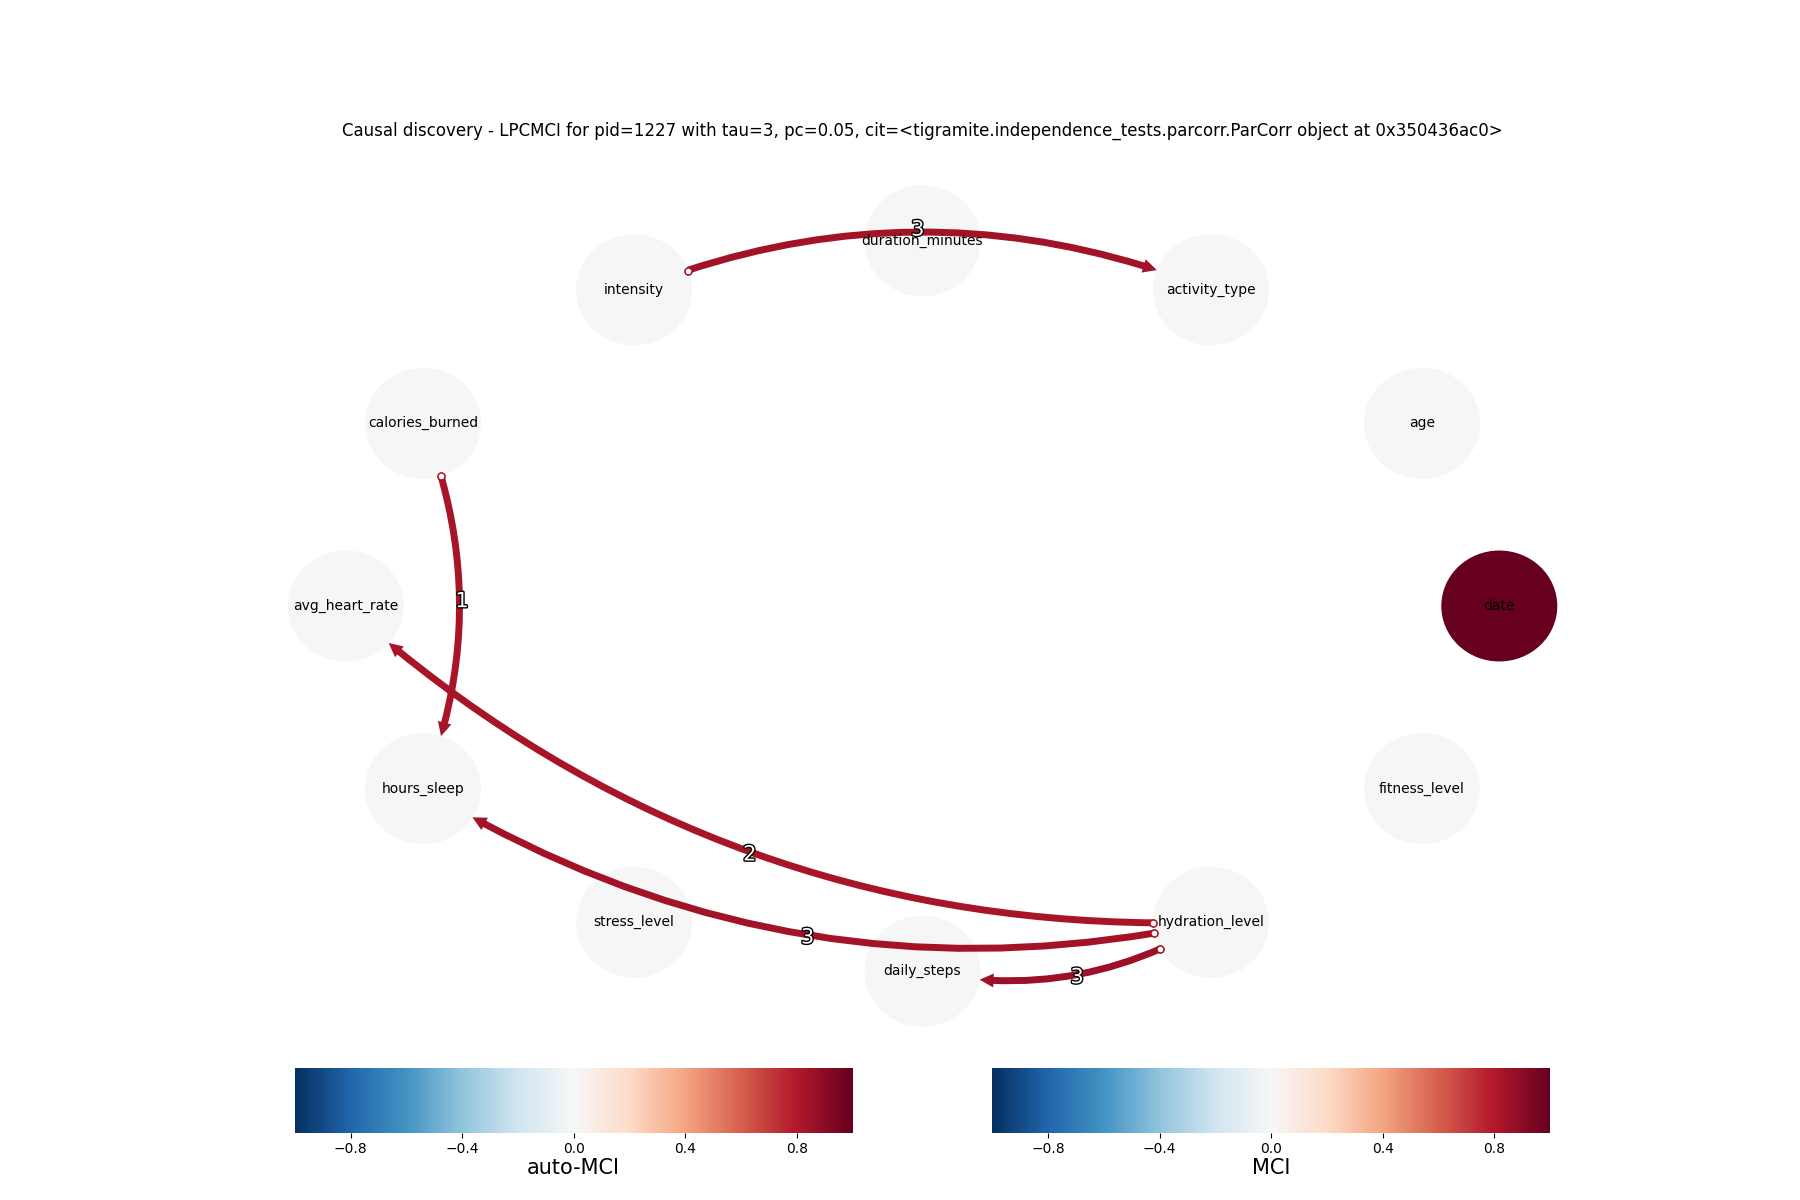 Causal discovery - LPCMCI for pid=1227 with tau=3, pc=0.05, cit=<tigramite.independence_tests.parcorr.ParCorr object at 0x350436ac0>
3
duration_minutes
intensity
activity_type
calories_burned
age
1
avg_heart_rate
date
hours_sleep
fitness_level
2
stress_level
hydration_level
3
daily_steps
3
−0.8 −0.4 0.0 0.4 0.8
auto-MCI
−0.8 −0.4 0.0 0.4 0.8
MCI